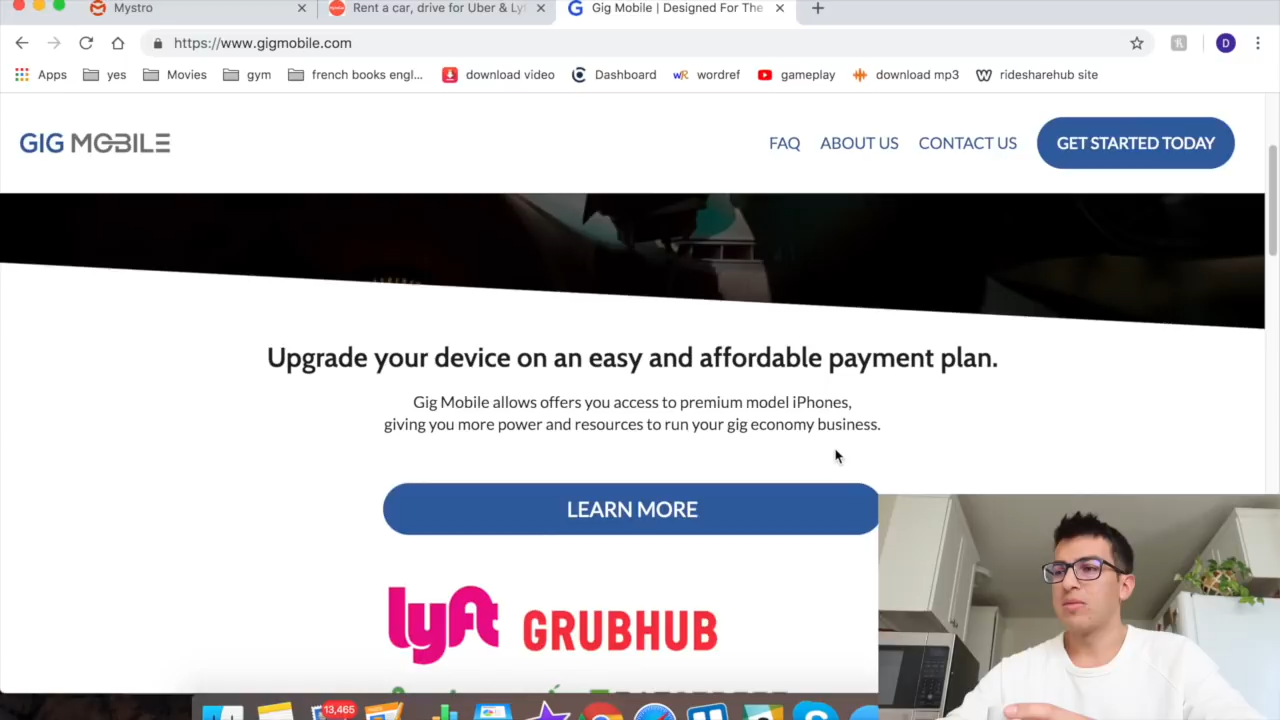 Mystro
Rent a car, drive for Uber & Ly
Gig Mobile | Designed For The
https://www.gigmobile.com
D
Apps
yes
Movies
gym
french books engl...
download video
Dashboard
wR wordref
gameplay
download mp3
ridesharehub site
GIG MOBILE
FAQ
ABOUT US
CONTACT US
GET STARTED TODAY
Upgrade your device on an easy and affordable payment plan.
Gig Mobile allows offers you access to premium model iPhones,
giving you more power and resources to run your gig economy business.
LEARN MORE
lyft
GRUBHUB
13,465